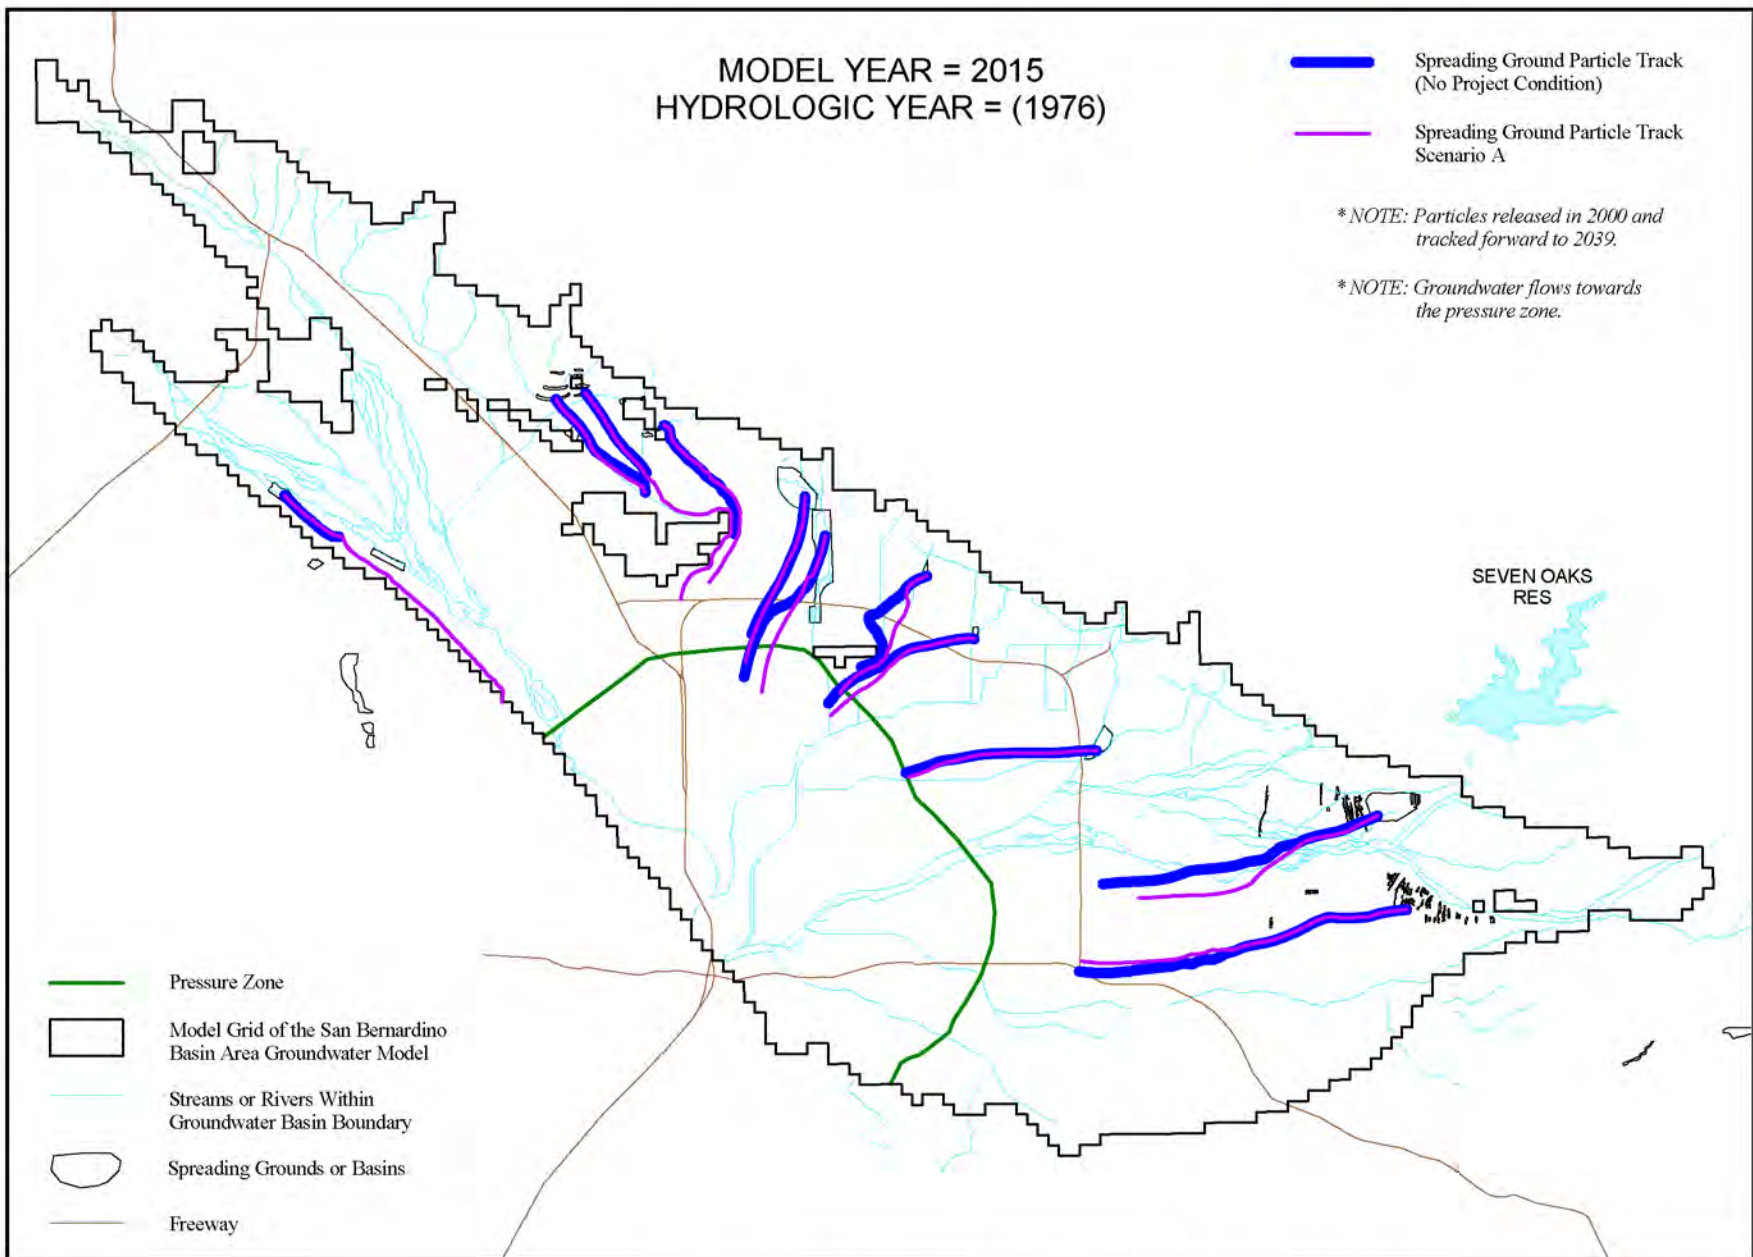 MODEL YEAR = 2015
HYDROLOGIC YEAR = (1976)
Spreading Ground Particle Track
(No Project Condition)
Spreading Ground Particle Track
Scenario A
* NOTE: Particles released in 2000 and
tracked forward to 2039.
* NOTE: Groundwater flows towards
the pressure zone.
SEVEN OAKS
RES
Pressure Zone
Model Grid of the San Bernardino
Basin Area Groundwater Model
Streams or Rivers Within
Groundwater Basin Boundary
Spreading Grounds or Basins
Freeway